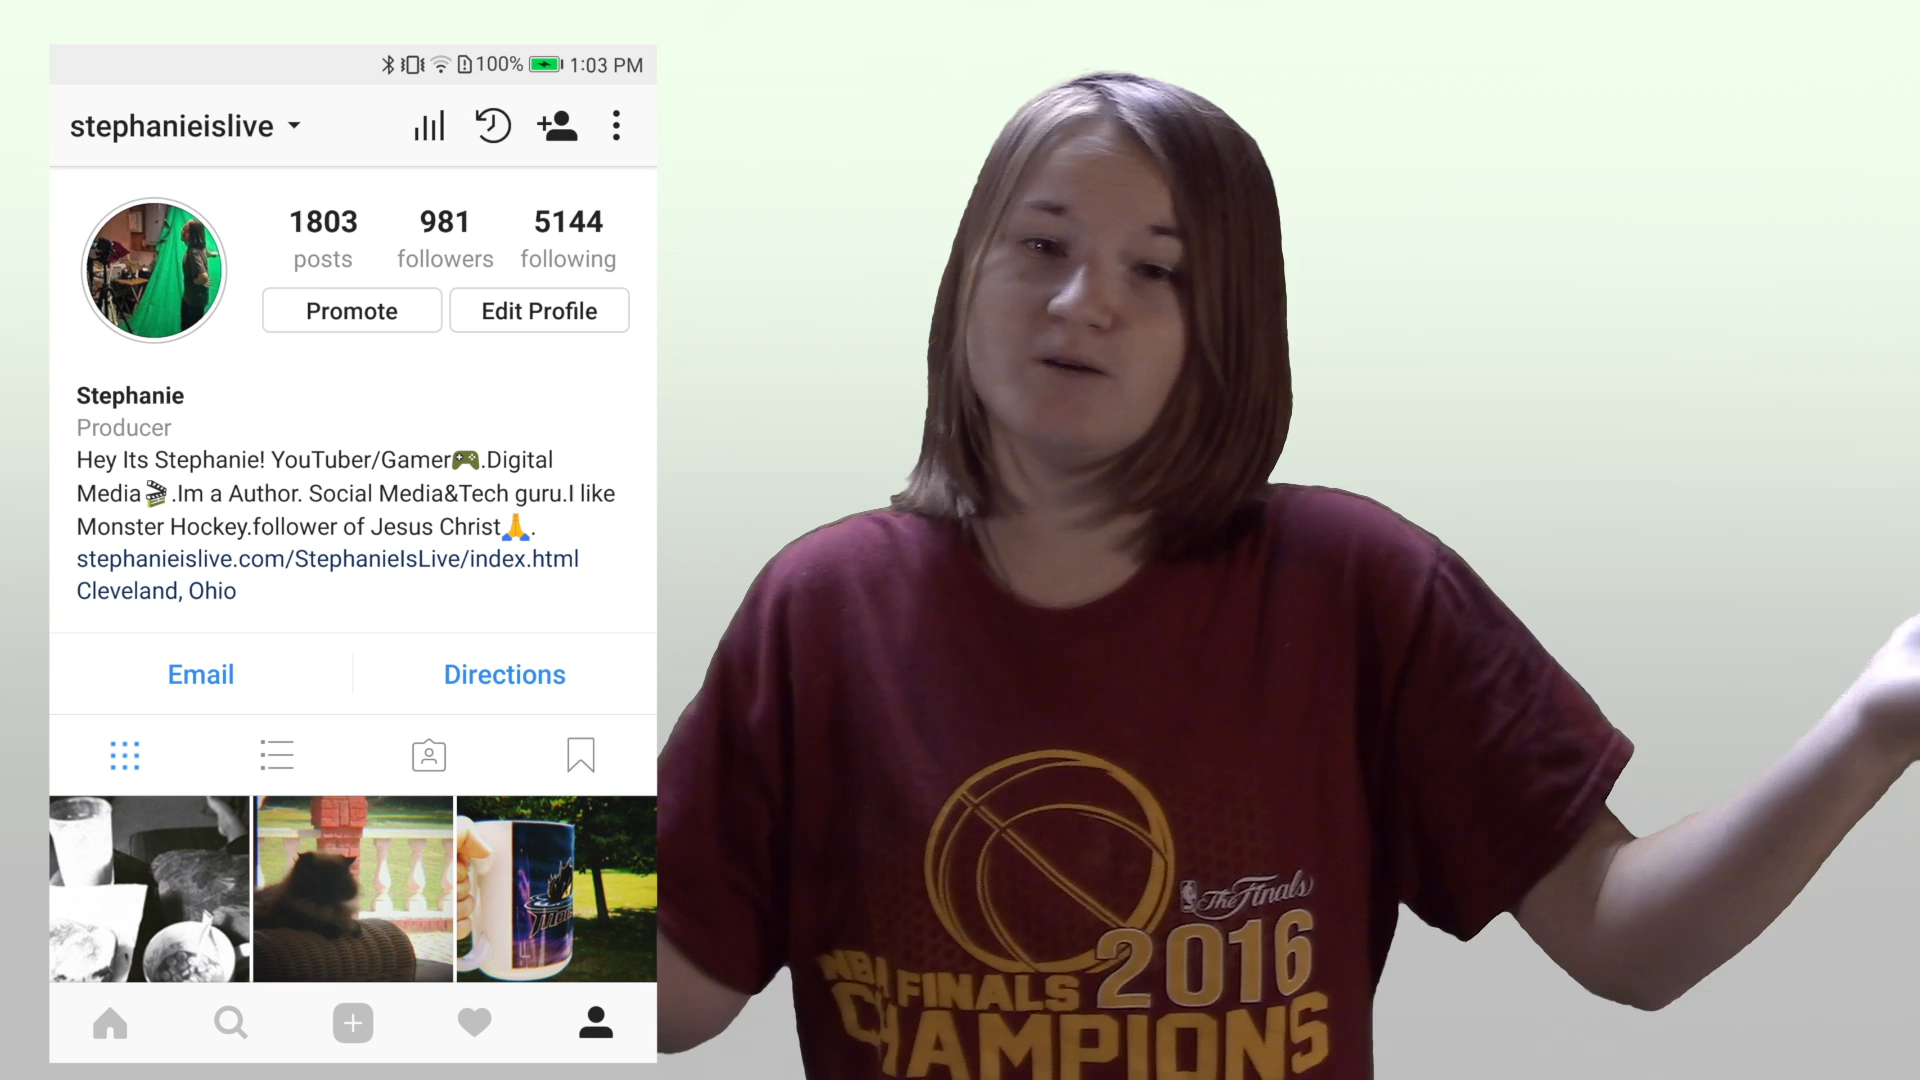 100% 1:03 PM
stephanieislive
1803 981 5144
posts followers following
Promote Edit Profile
Stephanie
Producer
Hey Its Stephanie! YouTuber/Gamer🎮.Digital
Media🎬.Im a Author. Social Media&Tech guru.I like
Monster Hockey.follower of Jesus Christ🙏.
stephanieislive.com/StephanieIsLive/index.html
Cleveland, Ohio
Email Directions
The Finals
2016
NBA FINALS
CHAMPIONS